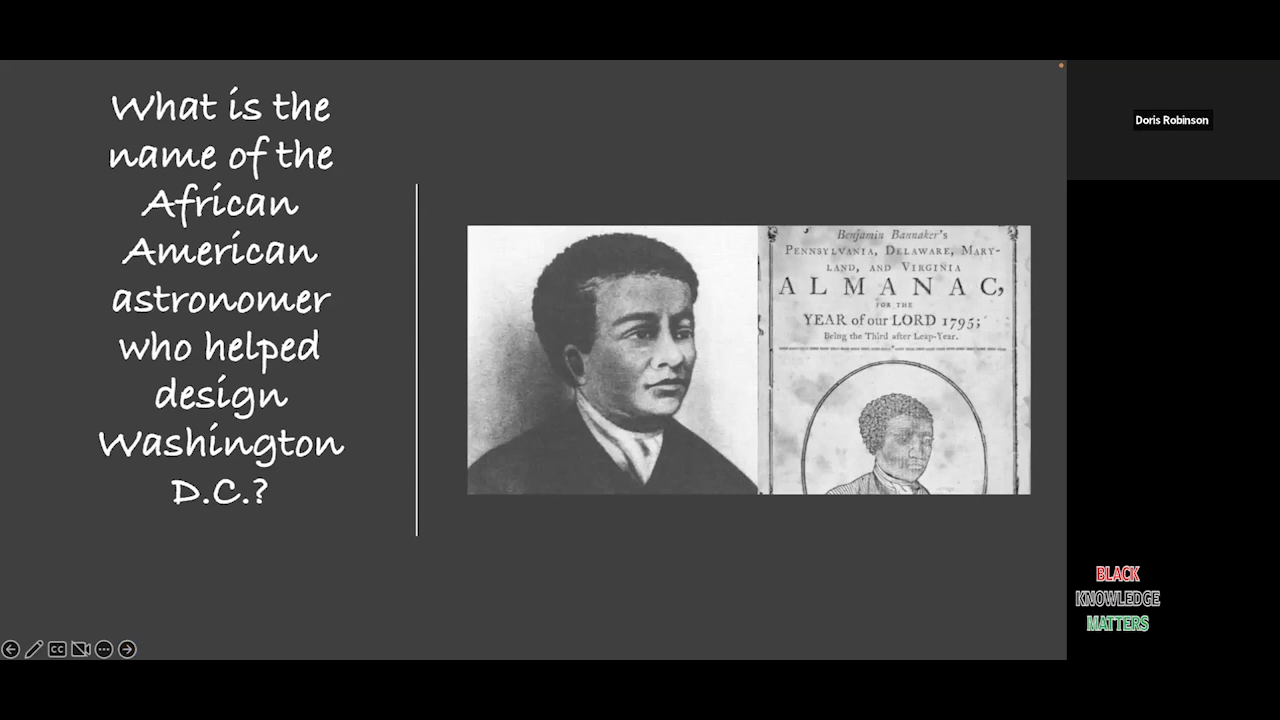 What is the
name of the
African
American
astronomer
who helped
design
Washington
D.C.?
Benjamin Bannaker's
PENNSYLVANIA, DELAWARE, MARY-
LAND, AND VIRGINIA
ALMANAC,
FOR THE
YEAR of our LORD 1795;
Being the Third after Leap-Year.
Doris Robinson
BLACK
KNOWLEDGE
MATTERS
CC